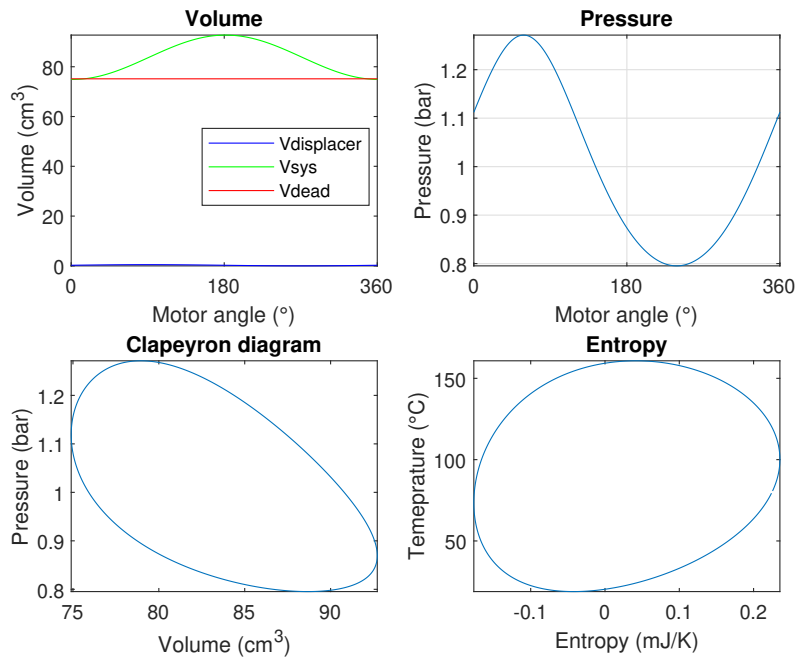 Volume
Volume (cm3)
80
60
40
20
0
Vdisplacer
Vsys
Vdead
0
180
360
Motor angle (°)
Pressure
Pressure (bar)
1.2
1.1
1
0.9
0.8
0
180
360
Motor angle (°)
Clapeyron diagram
Pressure (bar)
1.2
1.1
1
0.9
0.8
75
80
85
90
Volume (cm3)
Entropy
Temeprature (°C)
150
100
50
-0.1
0
0.1
0.2
Entropy (mJ/K)